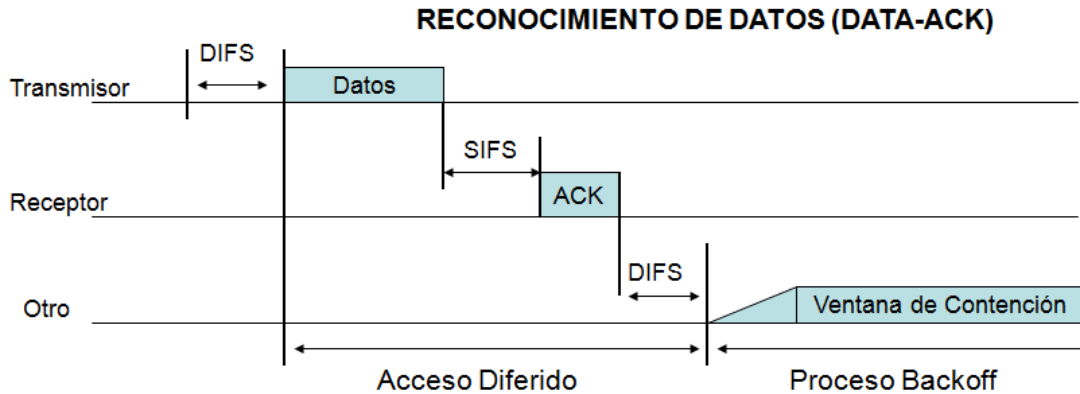 RECONOCIMIENTO DE DATOS (DATA-ACK)
DIFS
Transmisor
Datos
SIFS
Receptor
ACK
DIFS
Otro
Ventana de Contención
Acceso Diferido
Proceso Backoff